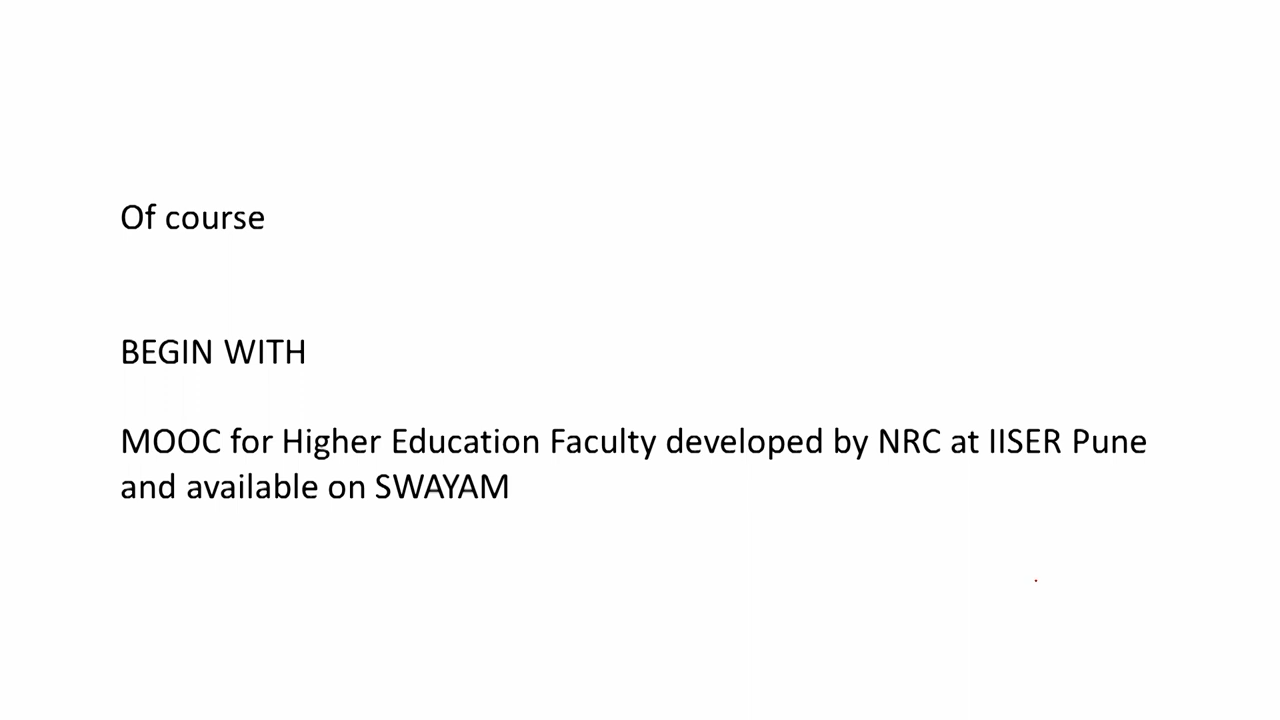 Of course
BEGIN WITH
MOOC for Higher Education Faculty developed by NRC at IISER Pune
and available on SWAYAM